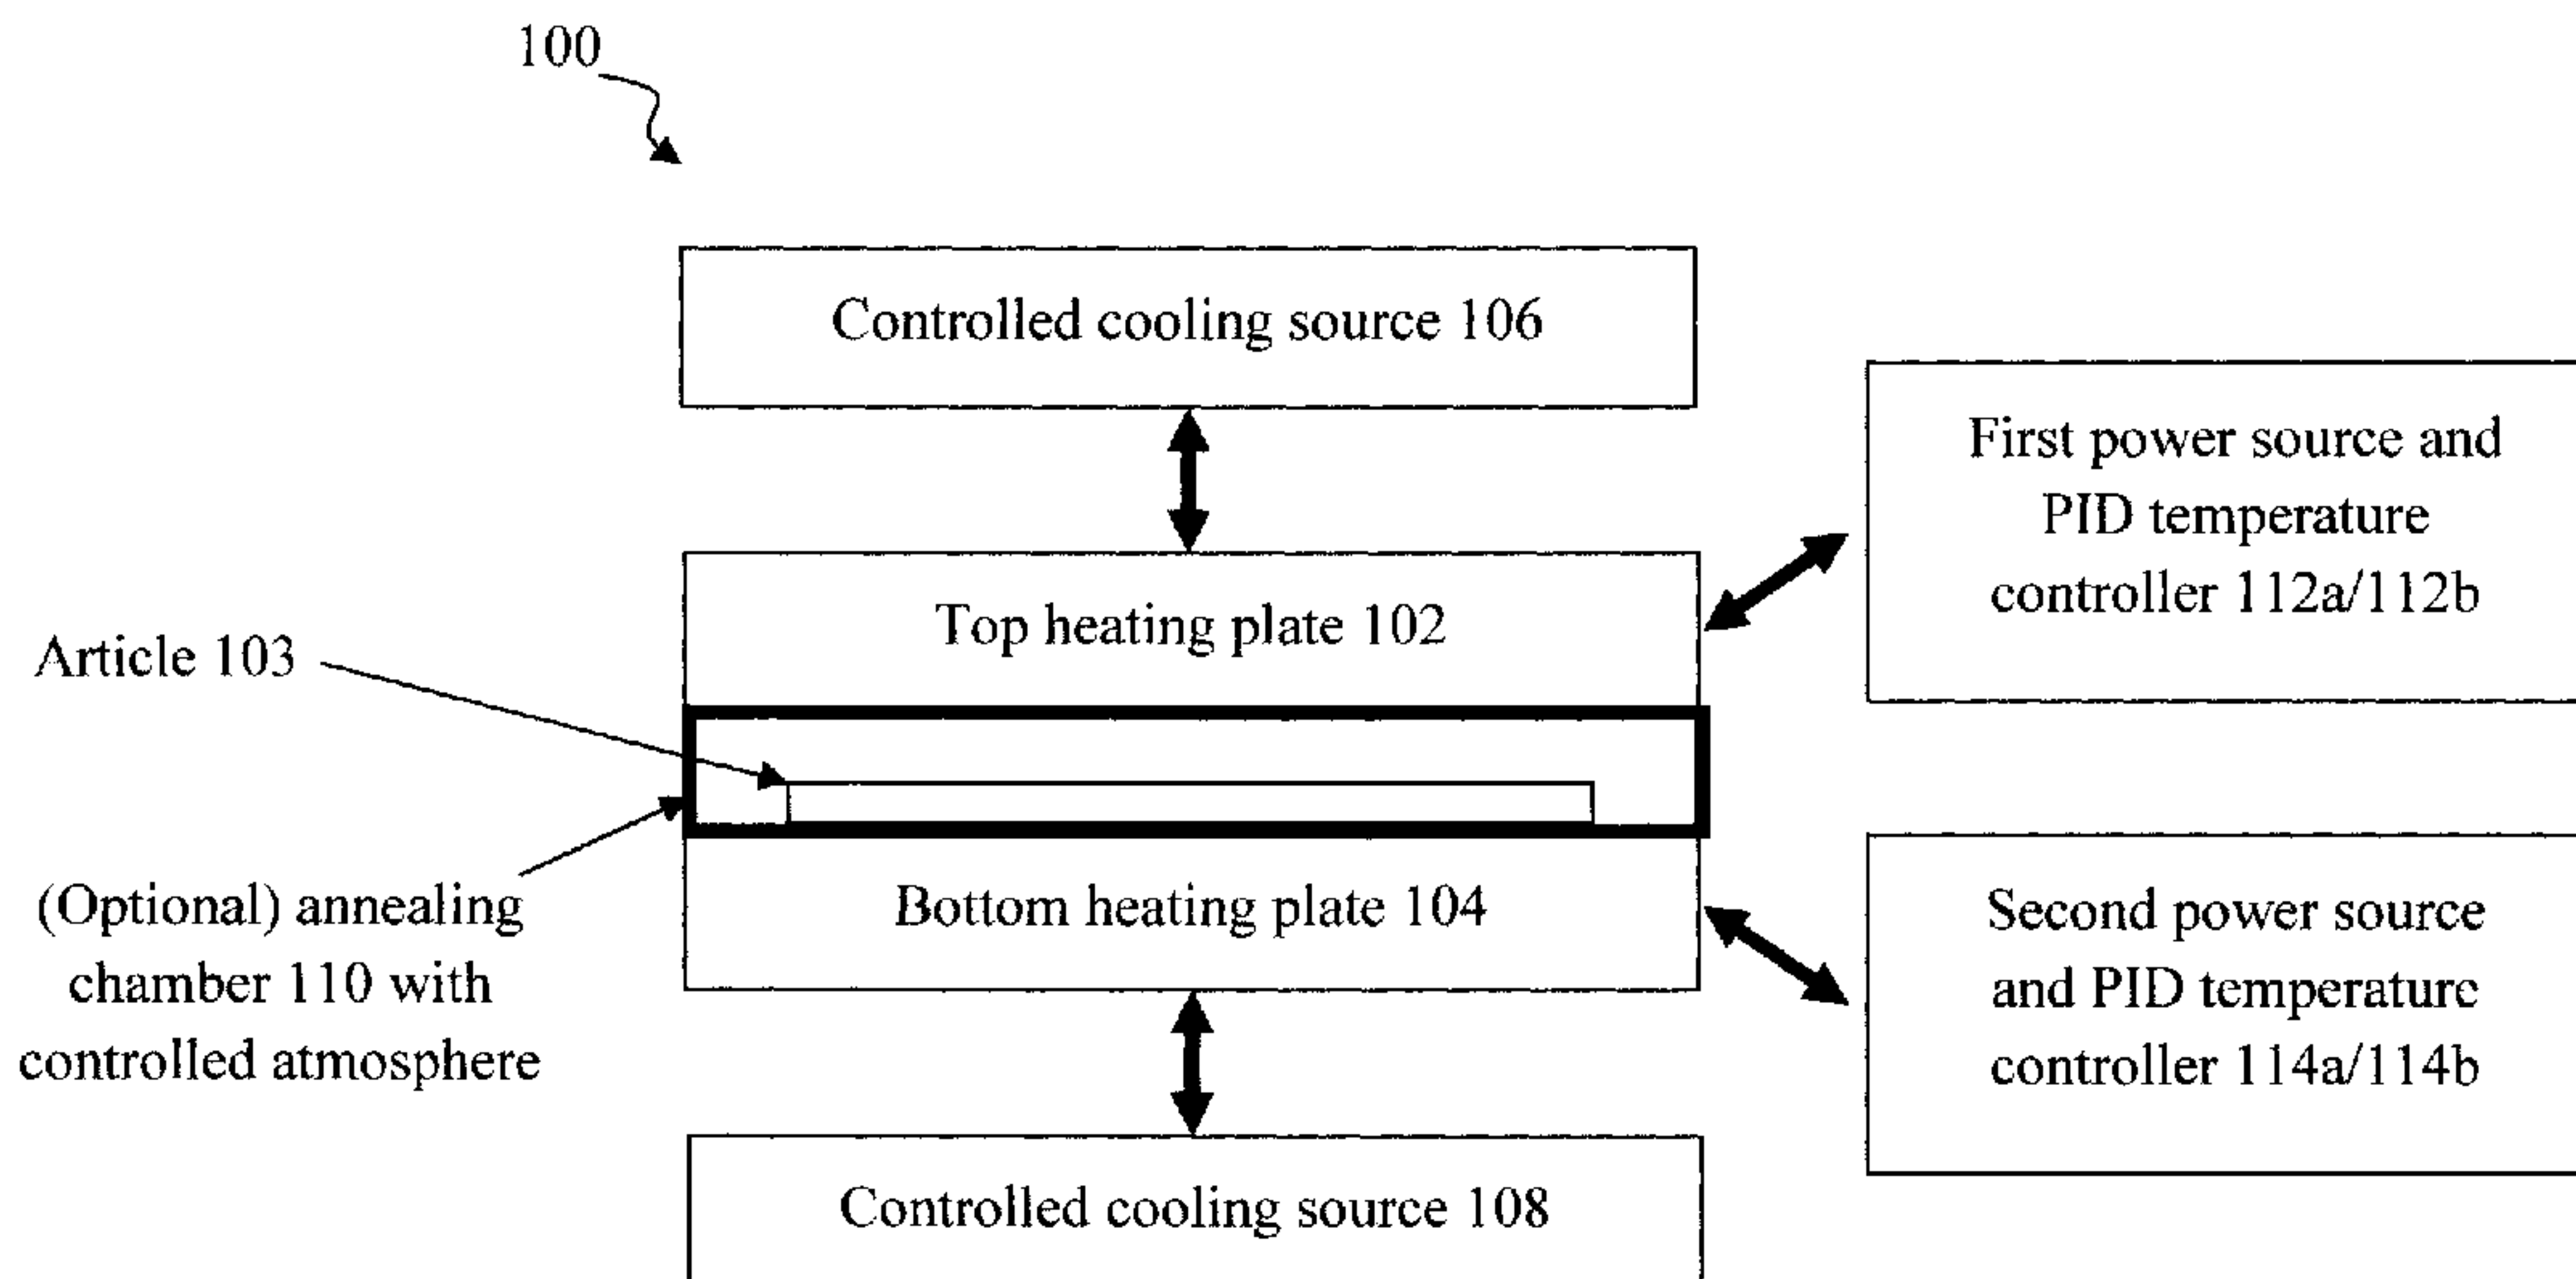 100
Controlled cooling source 106
First power source and
PID temperature
controller 112a/112b
Top heating plate 102
Article 103
Bottom heating plate 104
(Optional) annealing
chamber 110 with
controlled atmosphere
Second power source
and PID temperature
controller 114a/114b
Controlled cooling source 108